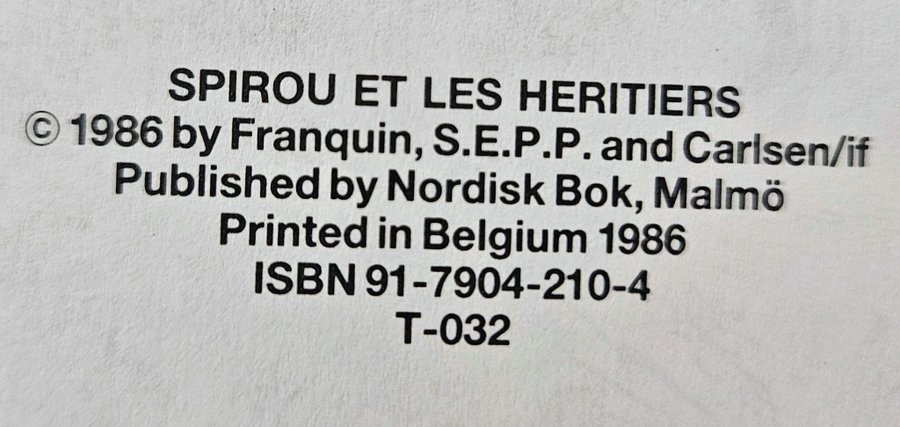 SPIROU ET LES HERITIERS
© 1986 by Franquin, S.E.P.P. and Carlsen/if
Published by Nordisk Bok, Malmö
Printed in Belgium 1986
ISBN 91-7904-210-4
T-032